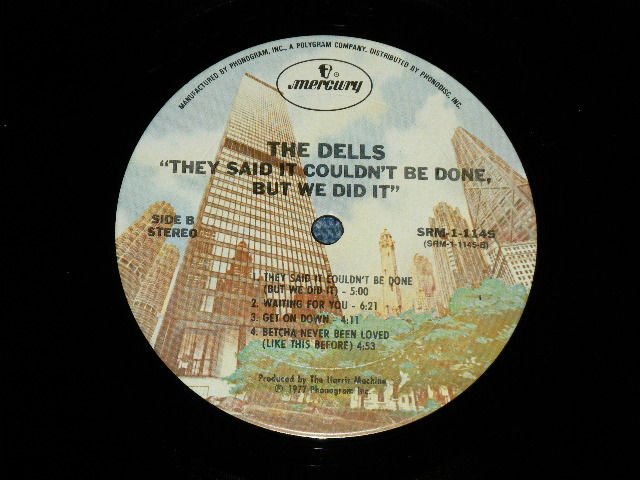 MANUFACTURED BY PHONOGRAM, INC., A POLYGRAM COMPANY. DISTRIBUTED BY PHONODISC, INC.
mercury
®
THE DELLS
"THEY SAID IT COULDN'T BE DONE,
BUT WE DID IT"
SIDE B
STEREO
SRM-1-1145
(SRM-1-1145-B)
1. THEY SAID IT COULDN'T BE DONE
(BUT WE DID IT) - 5:00
2. WAITING FOR YOU - 6:21
3. GET ON DOWN - 4:11
4. BETCHA NEVER BEEN LOVED
(LIKE THIS BEFORE) 4:53
Produced by The Harris Machine
℗ 1977 Phonogram Inc.